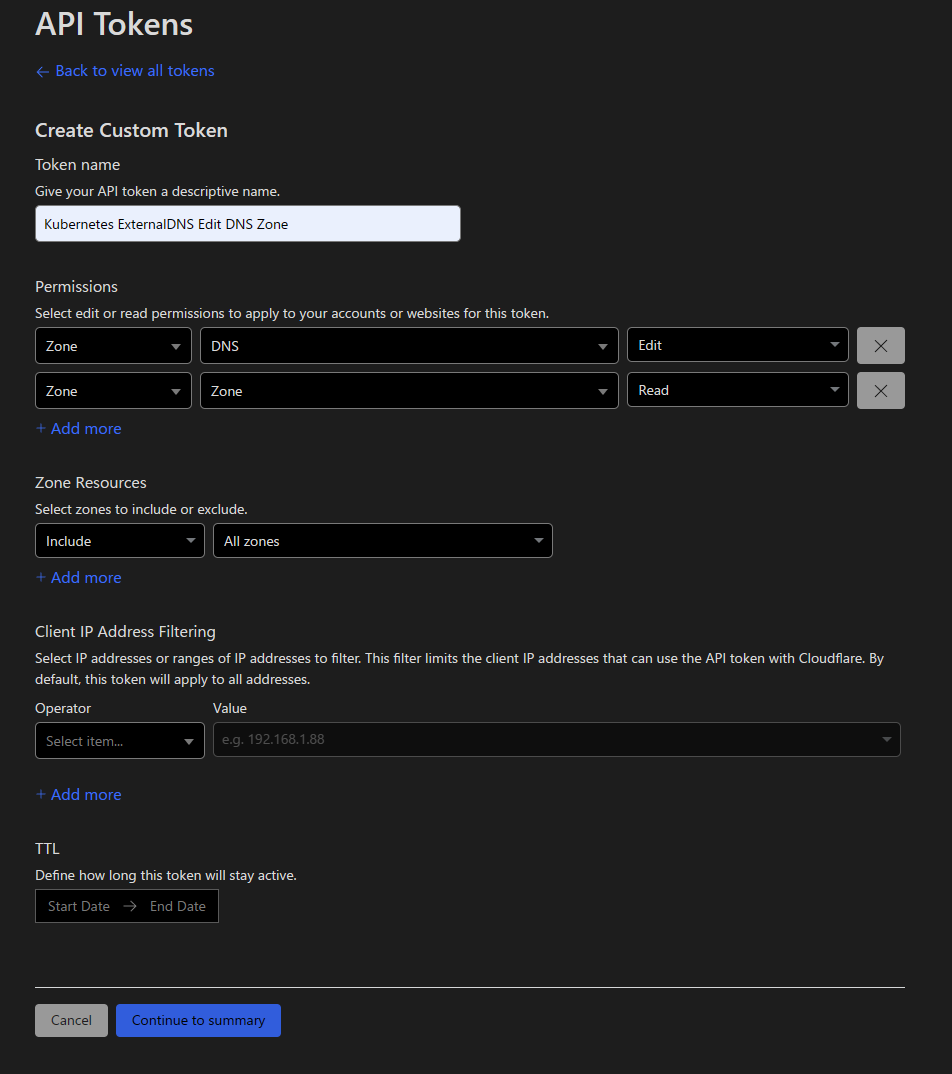 API Tokens
← Back to view all tokens
Create Custom Token
Token name
Give your API token a descriptive name.
Kubernetes ExternalDNS Edit DNS Zone
Permissions
Select edit or read permissions to apply to your accounts or websites for this token.
Zone DNS Edit
Zone Zone Read
+ Add more
Zone Resources
Select zones to include or exclude.
Include All zones
+ Add more
Client IP Address Filtering
Select IP addresses or ranges of IP addresses to filter. This filter limits the client IP addresses that can use the API token with Cloudflare. By
default, this token will apply to all addresses.
Operator Value
Select item... e.g. 192.168.1.88
+ Add more
TTL
Define how long this token will stay active.
Start Date → End Date
Cancel Continue to summary